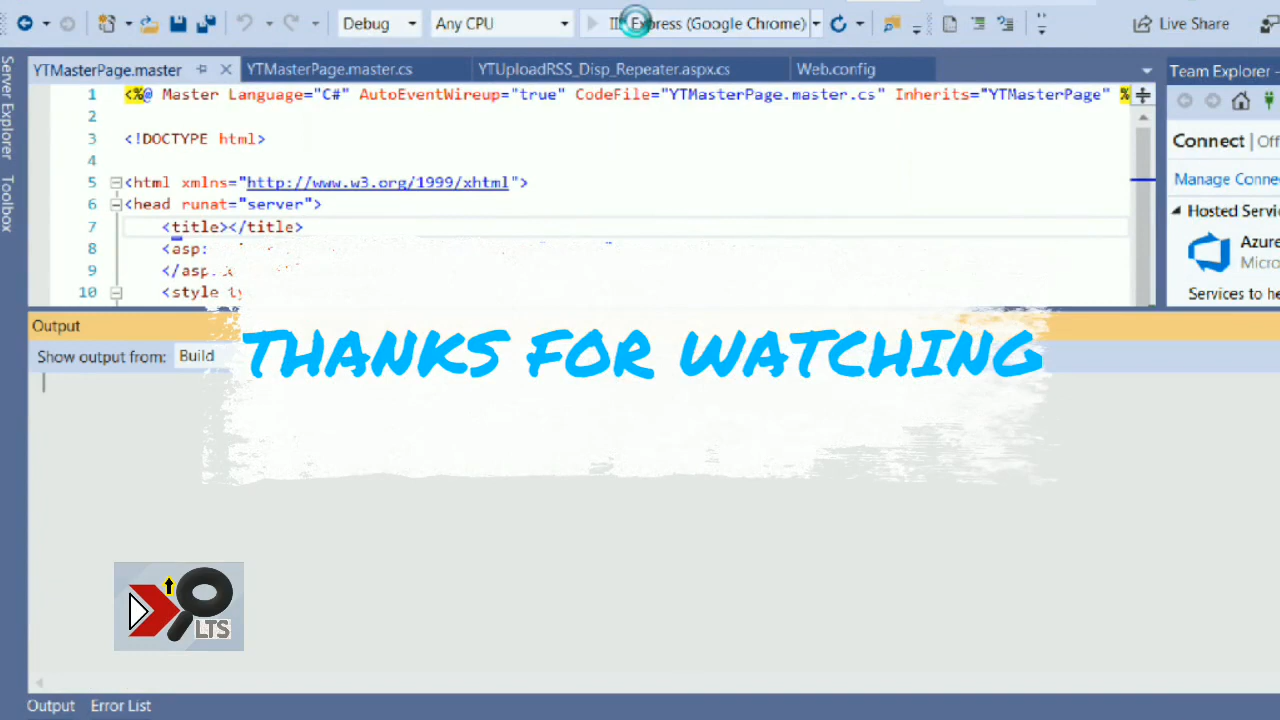 Debug
Any CPU
Express (Google Chrome)
Live Share
YTMasterPage.master
YTMasterPage.master.cs
YTUploadRSS_Disp_Repeater.aspx.cs
Web.config
Team Explorer -
Server Explorer
Toolbox
1 <%@ Master Language="C#" AutoEventWireup="true" CodeFile="YTMasterPage.master.cs" Inherits="YTMasterPage" %
2
3 <!DOCTYPE html>
4
5 <html xmlns="http://www.w3.org/1999/xhtml">
6 <head runat="server">
7 <title></title>
8 <asp:
9 </asp
10 <style
Connect | Off
Manage Conne
Hosted Servi
Azure
Micro
Services to he
Output
Show output from: Build
THANKS FOR WATCHING
LTS
Output Error List